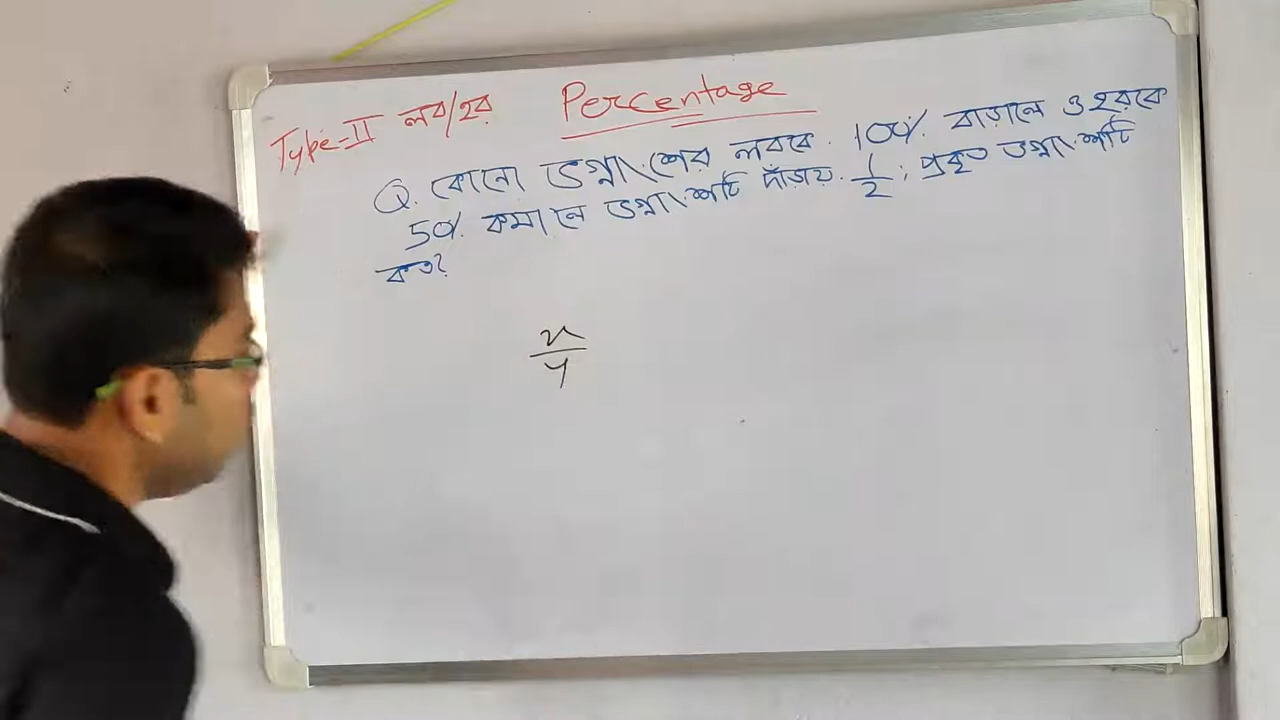 Type-II লব/হর Percentage
Q. কোনো ভগ্নাংশের লবকে 100% বাড়ালে ও হরকে
50% কমালে ভগ্নাংশটি দাঁড়ায় 1/2; প্রকৃত ভগ্নাংশটি
কত?
x
y